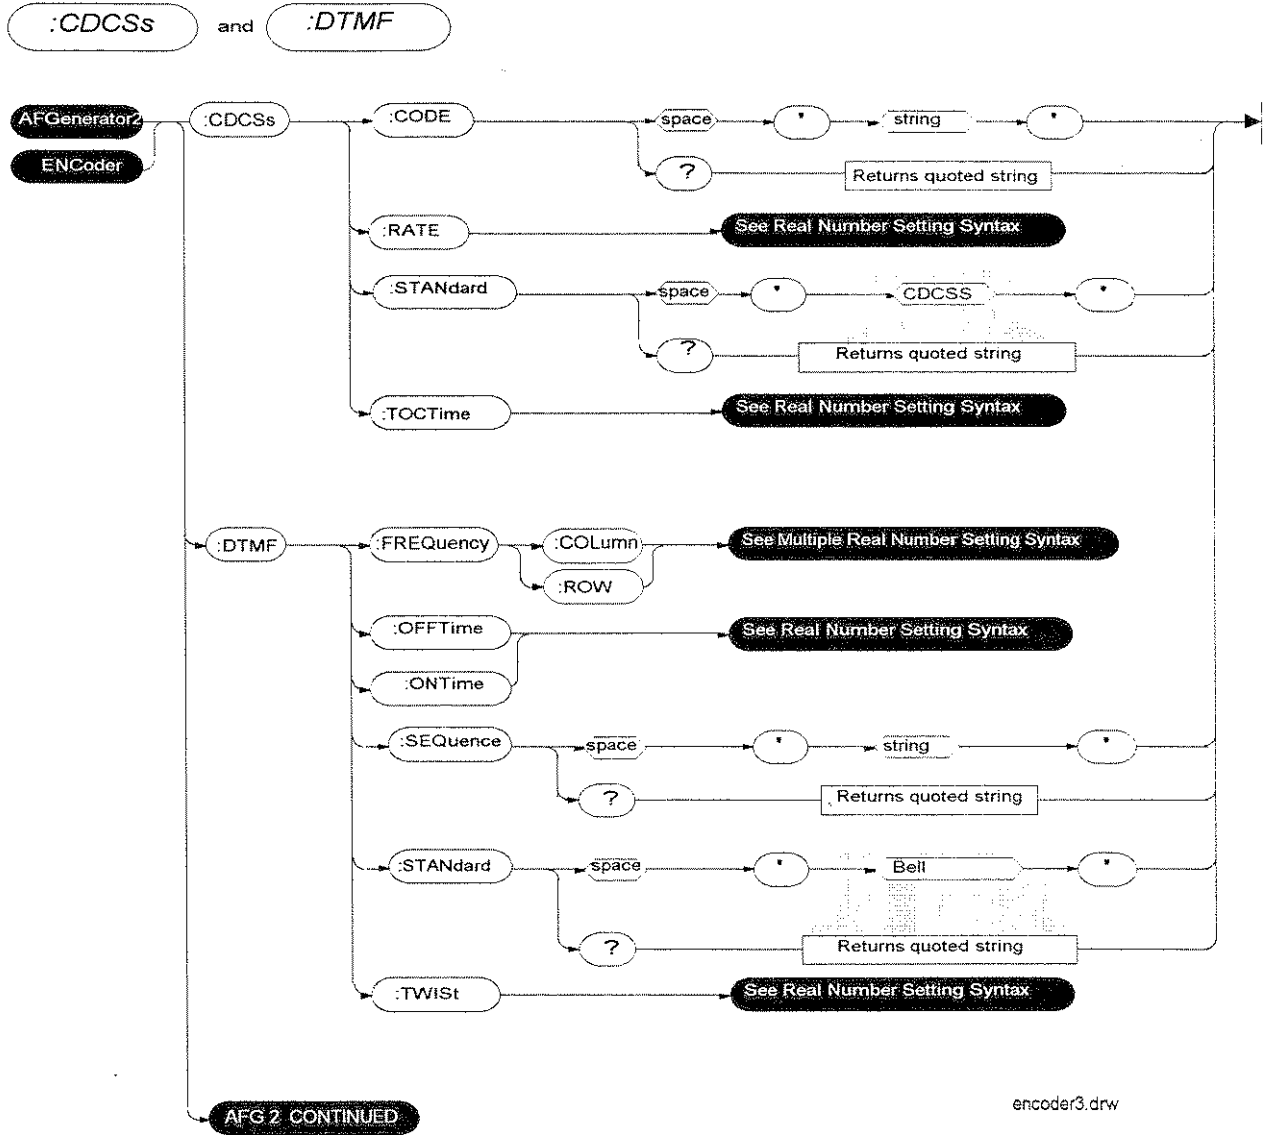 :CDCSs and :DTMF
AFGenerator2 :CDCSs :CODE space " string "
ENCoder ? Returns quoted string
:RATE See Real Number Setting Syntax
:STANdard space " CDCSS "
? Returns quoted string
:TOCTime See Real Number Setting Syntax
:DTMF :FREQuency :COLumn See Multiple Real Number Setting Syntax
:ROW
:OFFTime See Real Number Setting Syntax
:ONTime
:SEQuence space " string "
? Returns quoted string
:STANdard space " Bell "
? Returns quoted string
:TWISt See Real Number Setting Syntax
AFG 2 CONTINUED
encoder3.drw